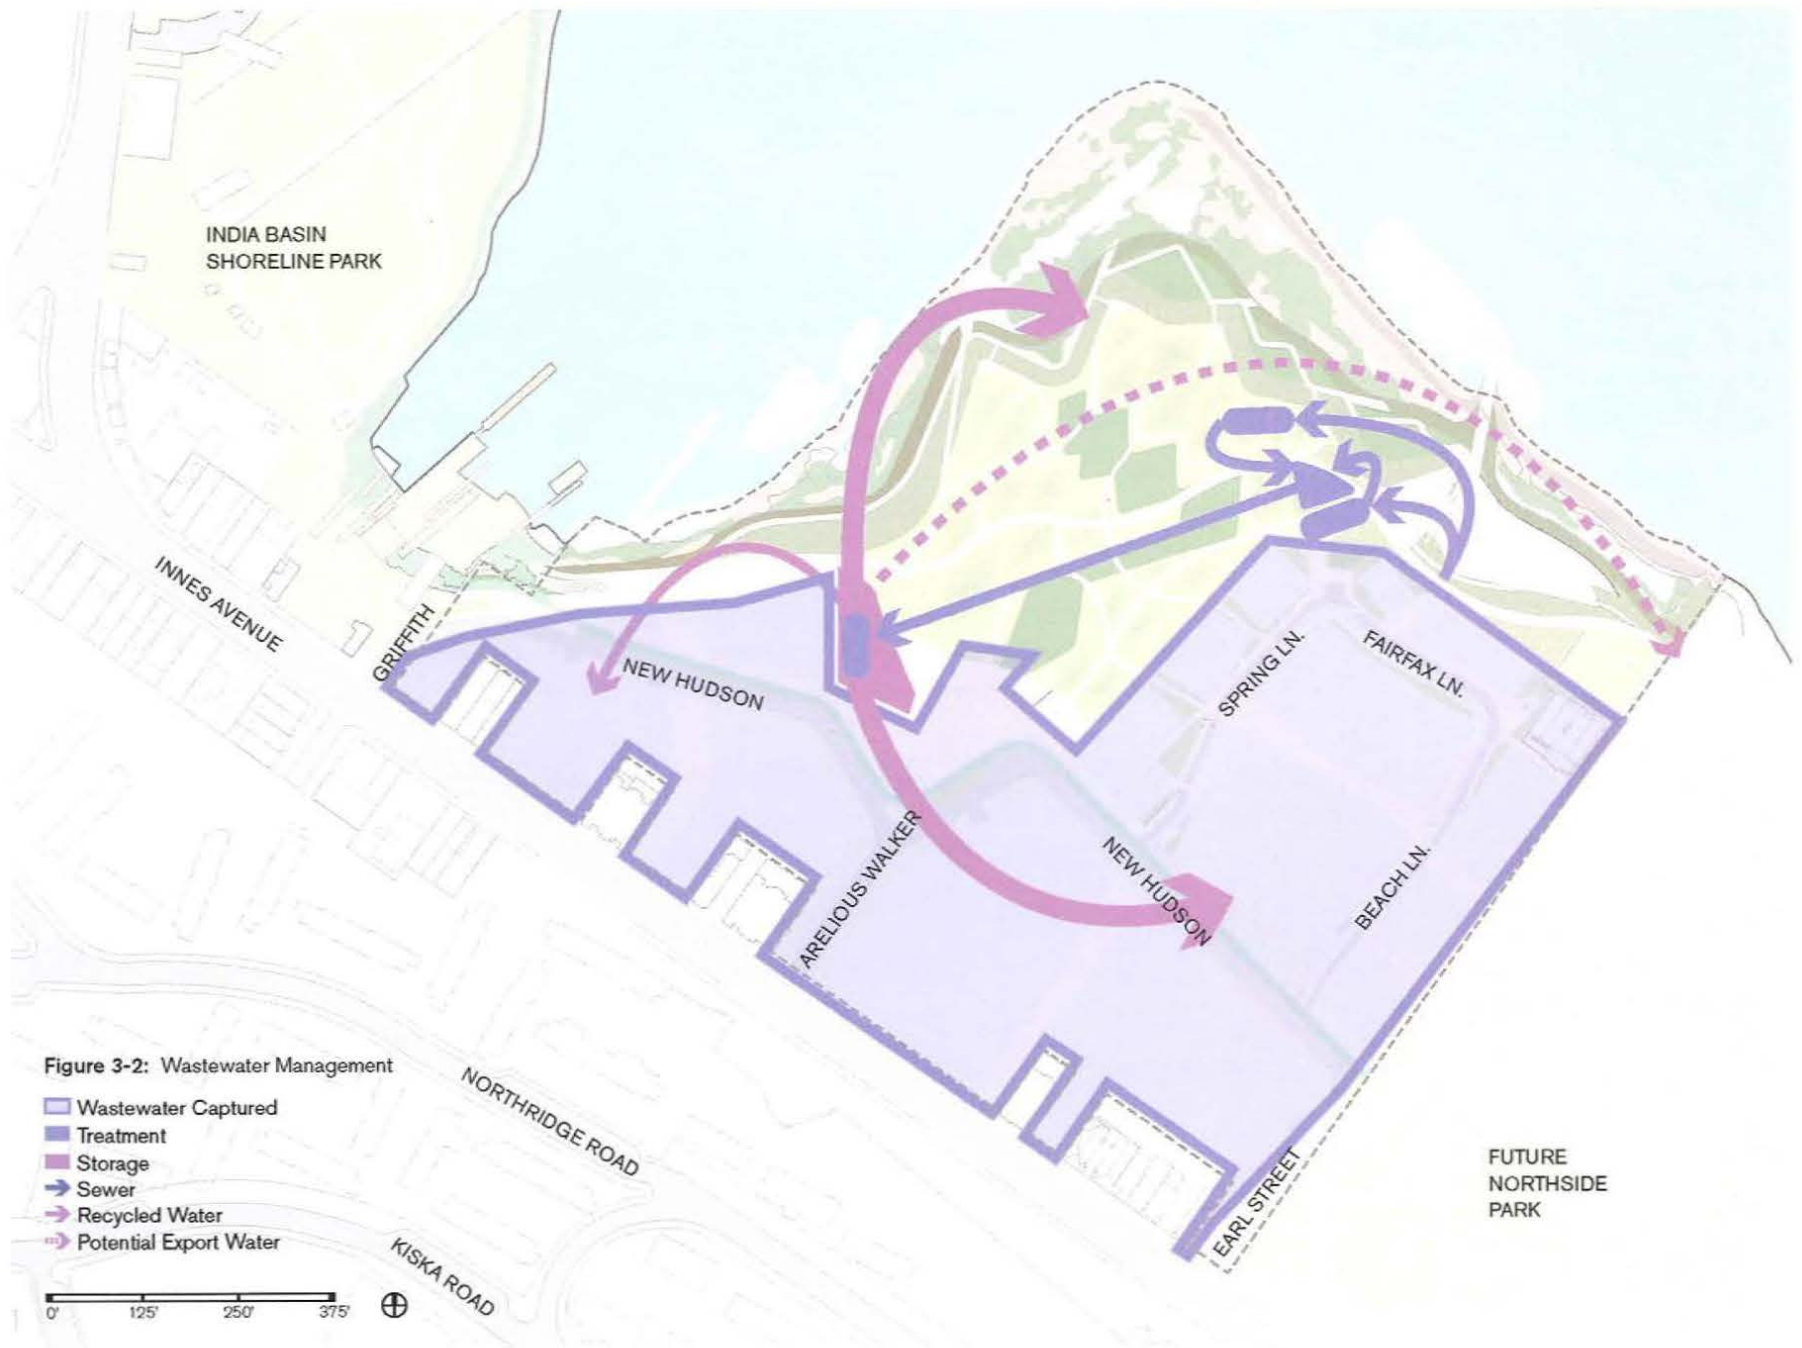 INDIA BASIN
SHORELINE PARK
INNES AVENUE
GRIFFITH
NEW HUDSON
SPRING LN.
FAIRFAX LN.
ARELIOUS WALKER
NEW HUDSON
BEACH LN.
Figure 3-2: Wastewater Management
Wastewater Captured
Treatment
Storage
Sewer
Recycled Water
Potential Export Water
0' 125' 250' 375'
NORTHRIDGE ROAD
KISKA ROAD
EARL STREET
FUTURE
NORTHSIDE
PARK